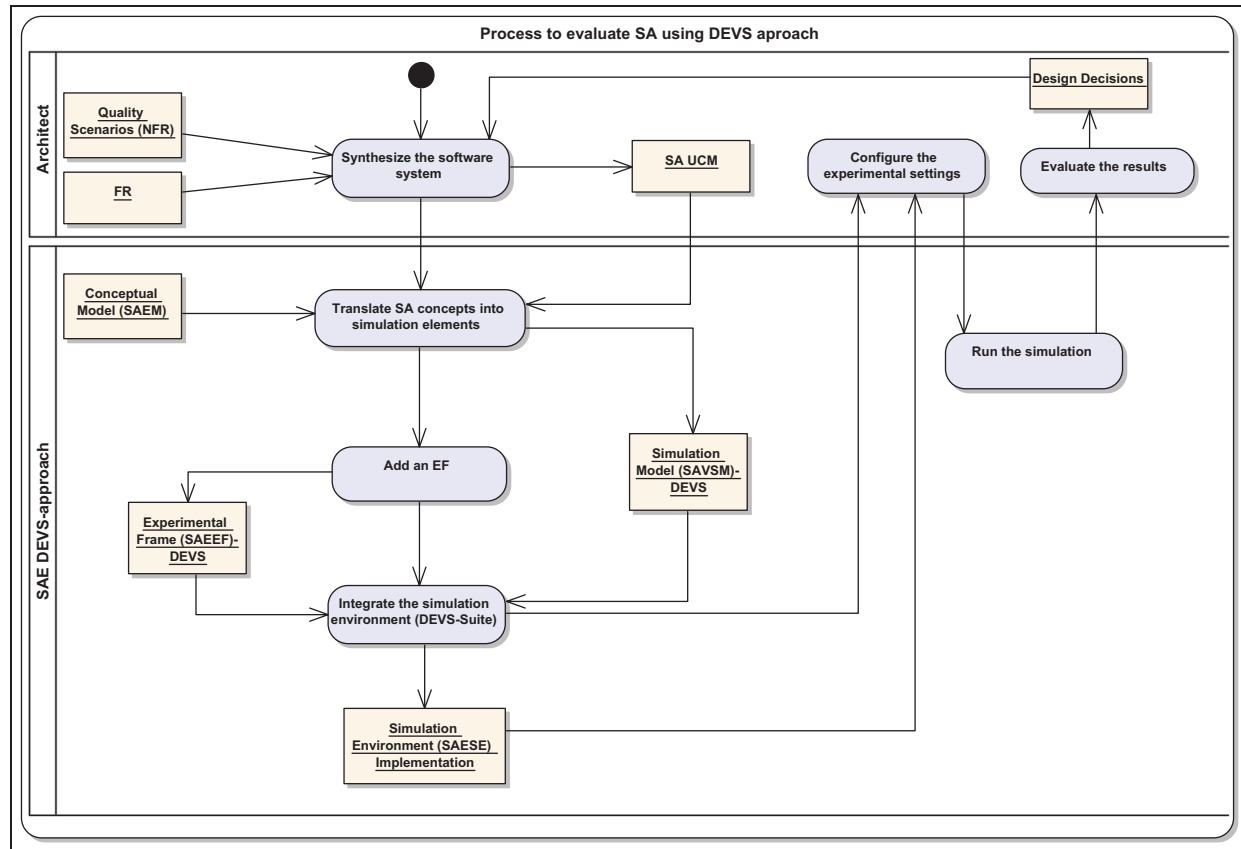 Process to evaluate SA using DEVS aproach
Architect
Quality
Scenarios (NFR)
FR
Synthesize the software
system
SA UCM
Configure the
experimental settings
Design Decisions
Evaluate the results
SAE DEVS-approach
Conceptual
Model (SAEM)
Translate SA concepts into
simulation elements
Run the simulation
Add an EF
Simulation
Model (SAVSM)-
DEVS
Experimental
Frame (SAEEF)-
DEVS
Integrate the simulation
environment (DEVS-Suite)
Simulation
Environment (SAESE)
Implementation